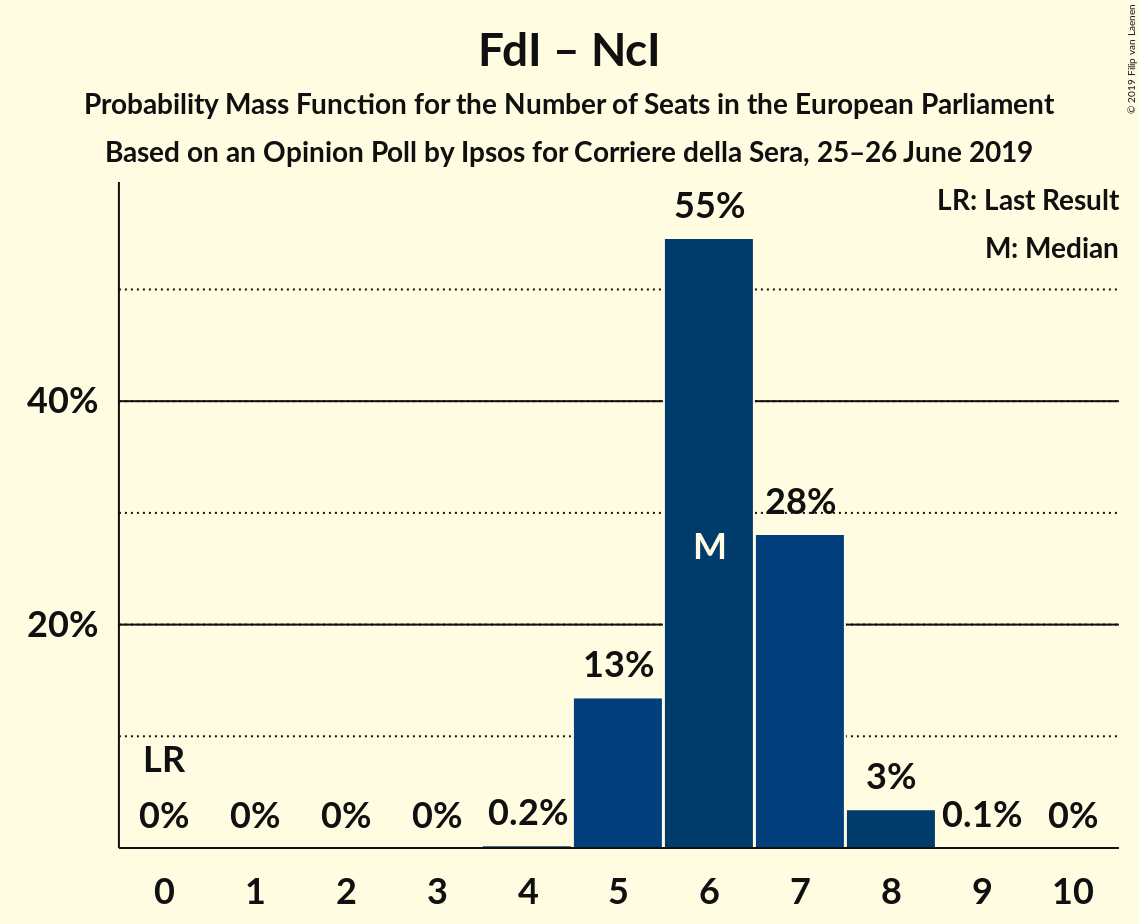 FdI – NcI
Probability Mass Function for the Number of Seats in the European Parliament
Based on an Opinion Poll by Ipsos for Corriere della Sera, 25–26 June 2019
© 2019 Filip van Laenen
LR: Last Result
M: Median
55%
40%
28%
M
20%
13%
LR
3%
0% 0% 0% 0% 0.2% 0.1% 0%
0 1 2 3 4 5 6 7 8 9 10